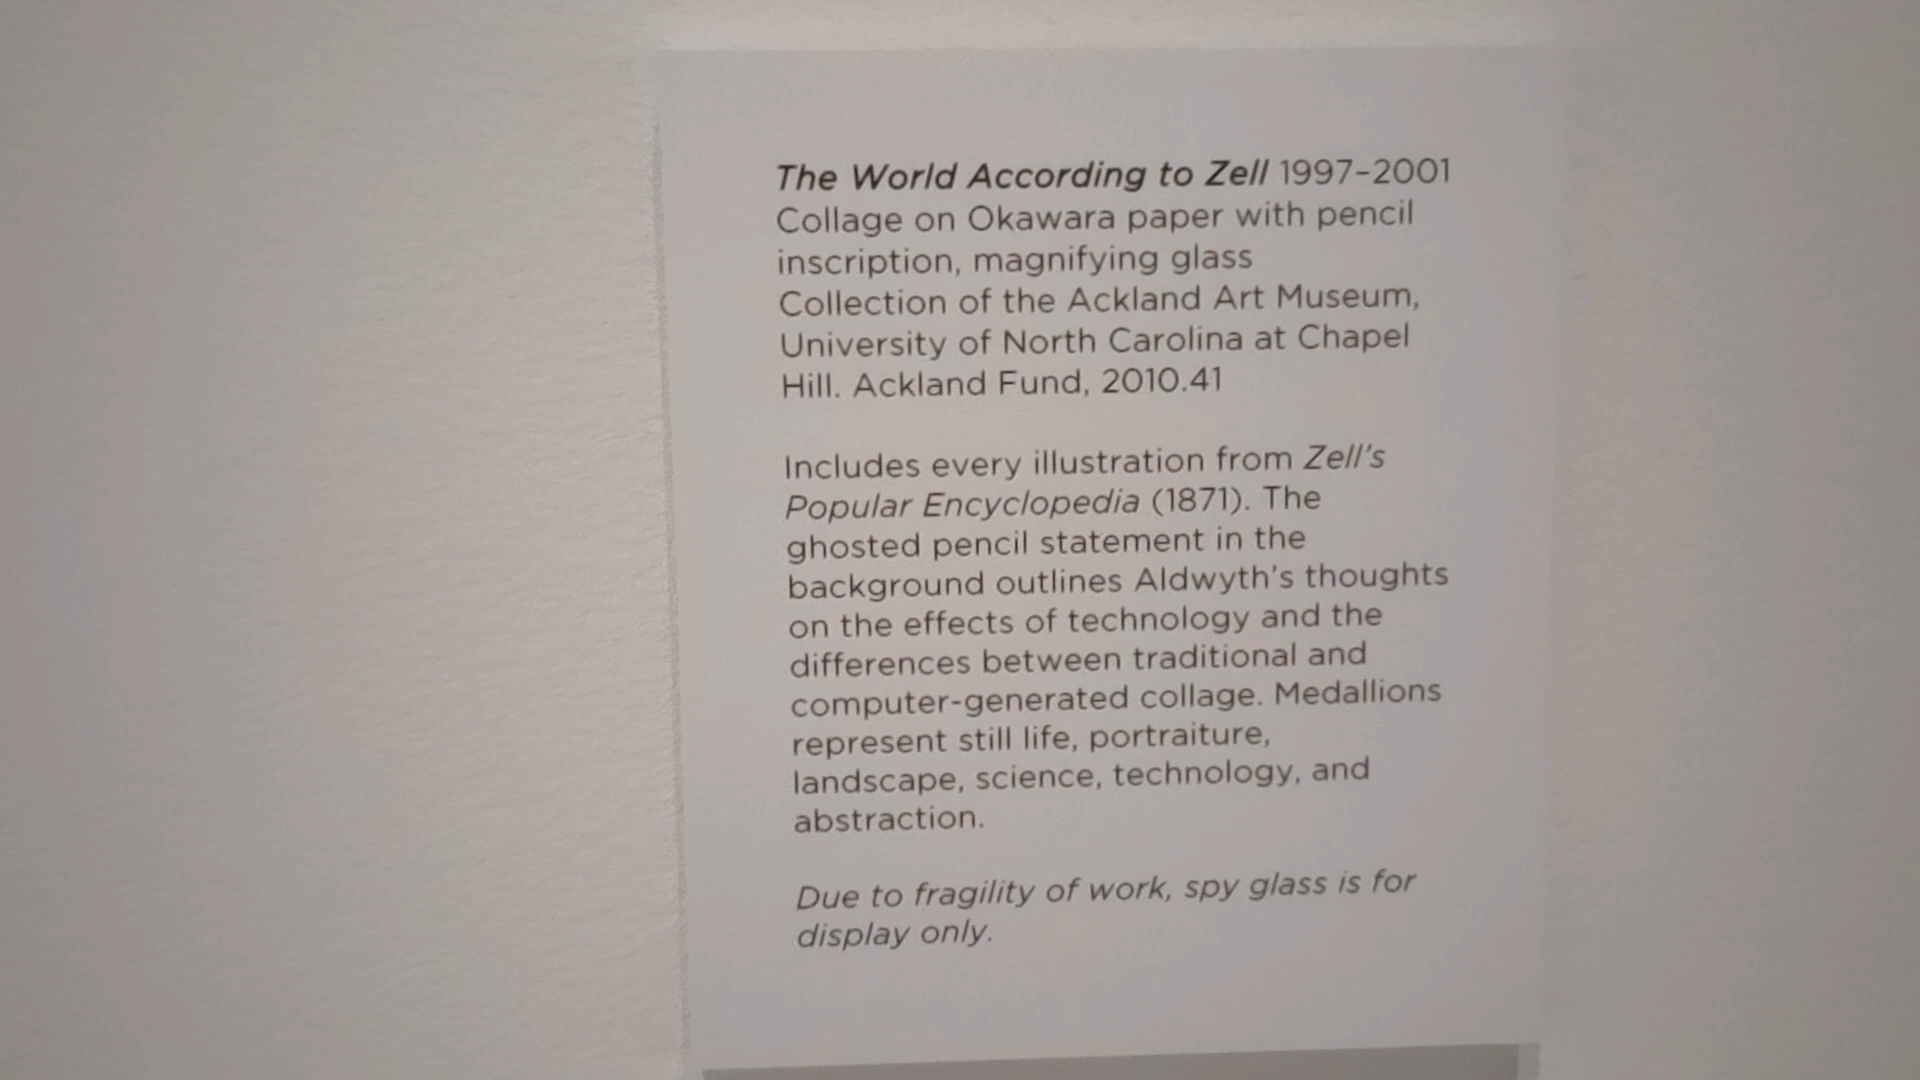 The World According to Zell 1997-2001
Collage on Okawara paper with pencil
inscription, magnifying glass
Collection of the Ackland Art Museum,
University of North Carolina at Chapel
Hill. Ackland Fund, 2010.41
Includes every illustration from Zell's
Popular Encyclopedia (1871). The
ghosted pencil statement in the
background outlines Aldwyth's thoughts
on the effects of technology and the
differences between traditional and
computer-generated collage. Medallions
represent still life, portraiture,
landscape, science, technology, and
abstraction.
Due to fragility of work, spy glass is for
display only.